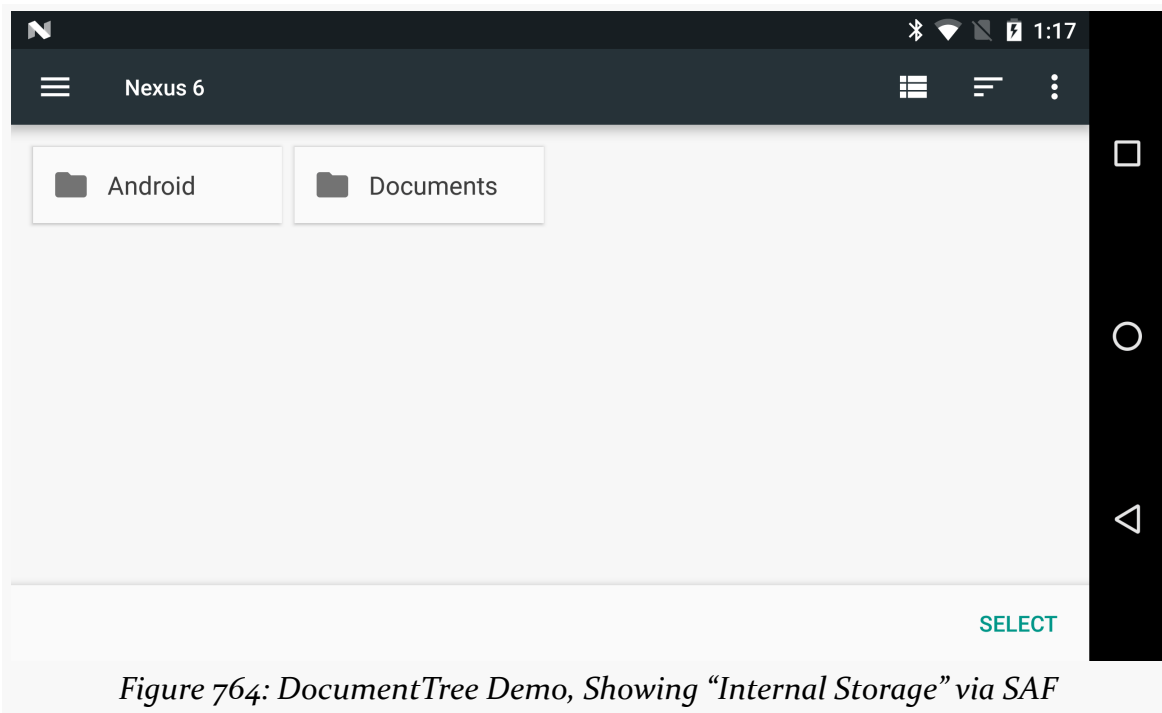 1:17
Nexus 6
Android
Documents
SELECT
Figure 764: DocumentTree Demo, Showing “Internal Storage” via SAF